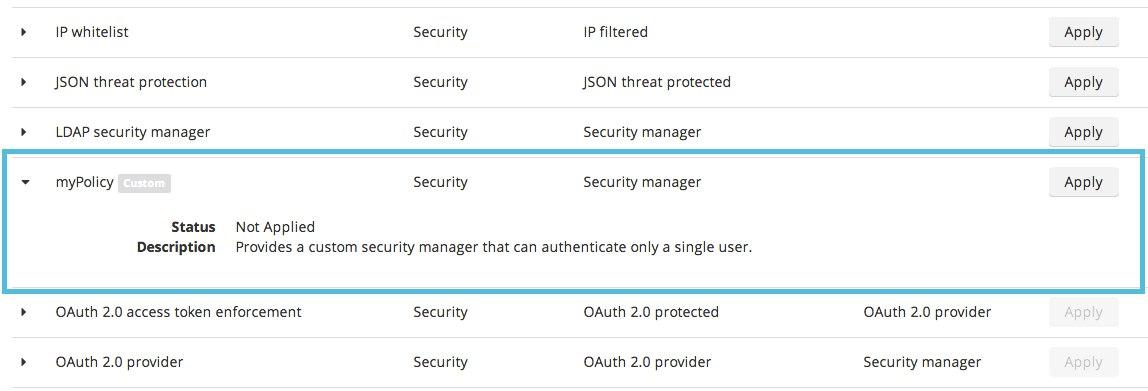 IP whitelist Security IP filtered Apply
JSON threat protection Security JSON threat protected Apply
LDAP security manager Security Security manager Apply
myPolicy Custom Security Security manager Apply
Status Not Applied
Description Provides a custom security manager that can authenticate only a single user.
OAuth 2.0 access token enforcement Security OAuth 2.0 protected OAuth 2.0 provider Apply
OAuth 2.0 provider Security OAuth 2.0 provider Security manager Apply